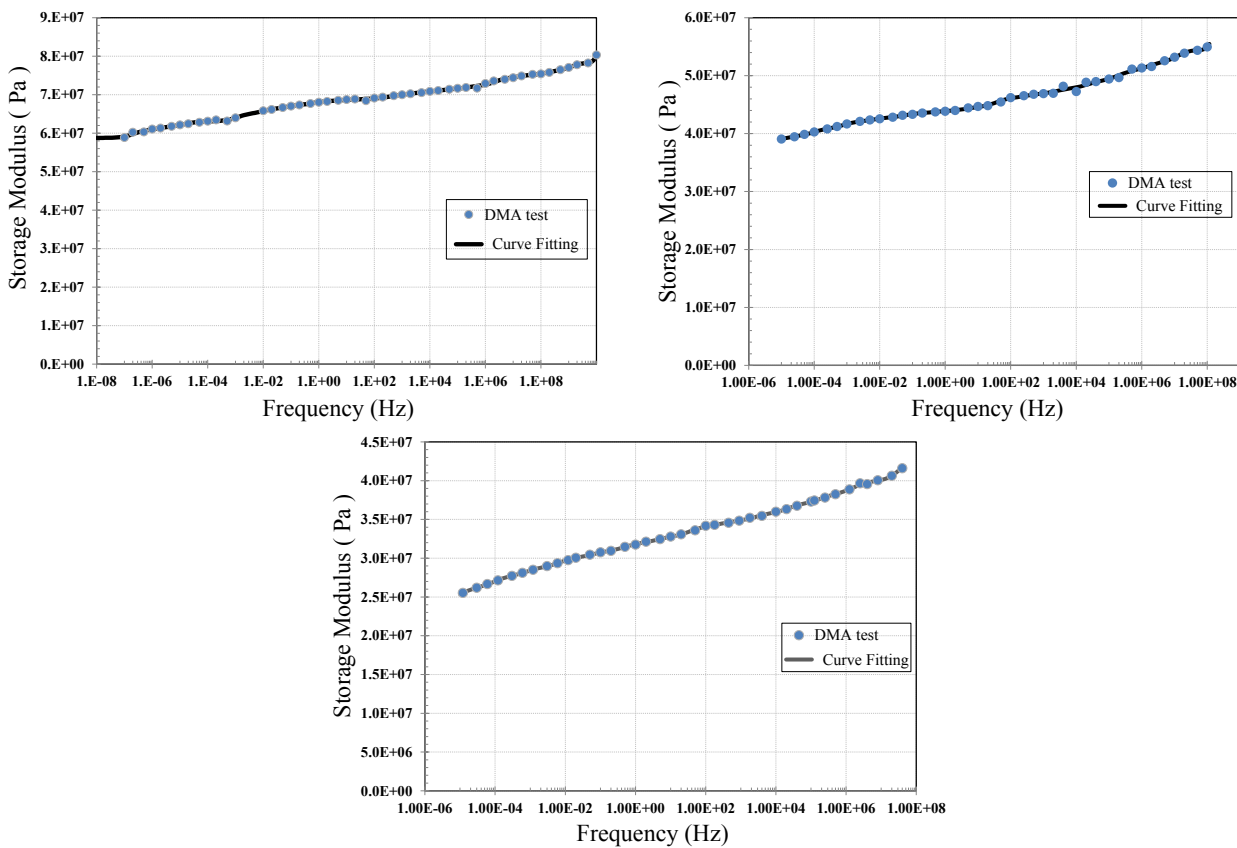 Storage Modulus ( Pa )
9.E+07
8.E+07
7.E+07
6.E+07
5.E+07
4.E+07
3.E+07
2.E+07
1.E+07
0.E+00
DMA test
Curve Fitting
1.E-08 1.E-06 1.E-04 1.E-02 1.E+00 1.E+02 1.E+04 1.E+06 1.E+08
Frequency (Hz)
Storage Modulus ( Pa )
6.0E+07
5.0E+07
4.0E+07
3.0E+07
2.0E+07
1.0E+07
0.0E+00
DMA test
Curve Fitting
1.00E-06 1.00E-04 1.00E-02 1.00E+00 1.00E+02 1.00E+04 1.00E+06 1.00E+08
Frequency (Hz)
Storage Modulus ( Pa )
4.5E+07
4.0E+07
3.5E+07
3.0E+07
2.5E+07
2.0E+07
1.5E+07
1.0E+07
5.0E+06
0.0E+00
DMA test
Curve Fitting
1.00E-06 1.00E-04 1.00E-02 1.00E+00 1.00E+02 1.00E+04 1.00E+06 1.00E+08
Frequency (Hz)